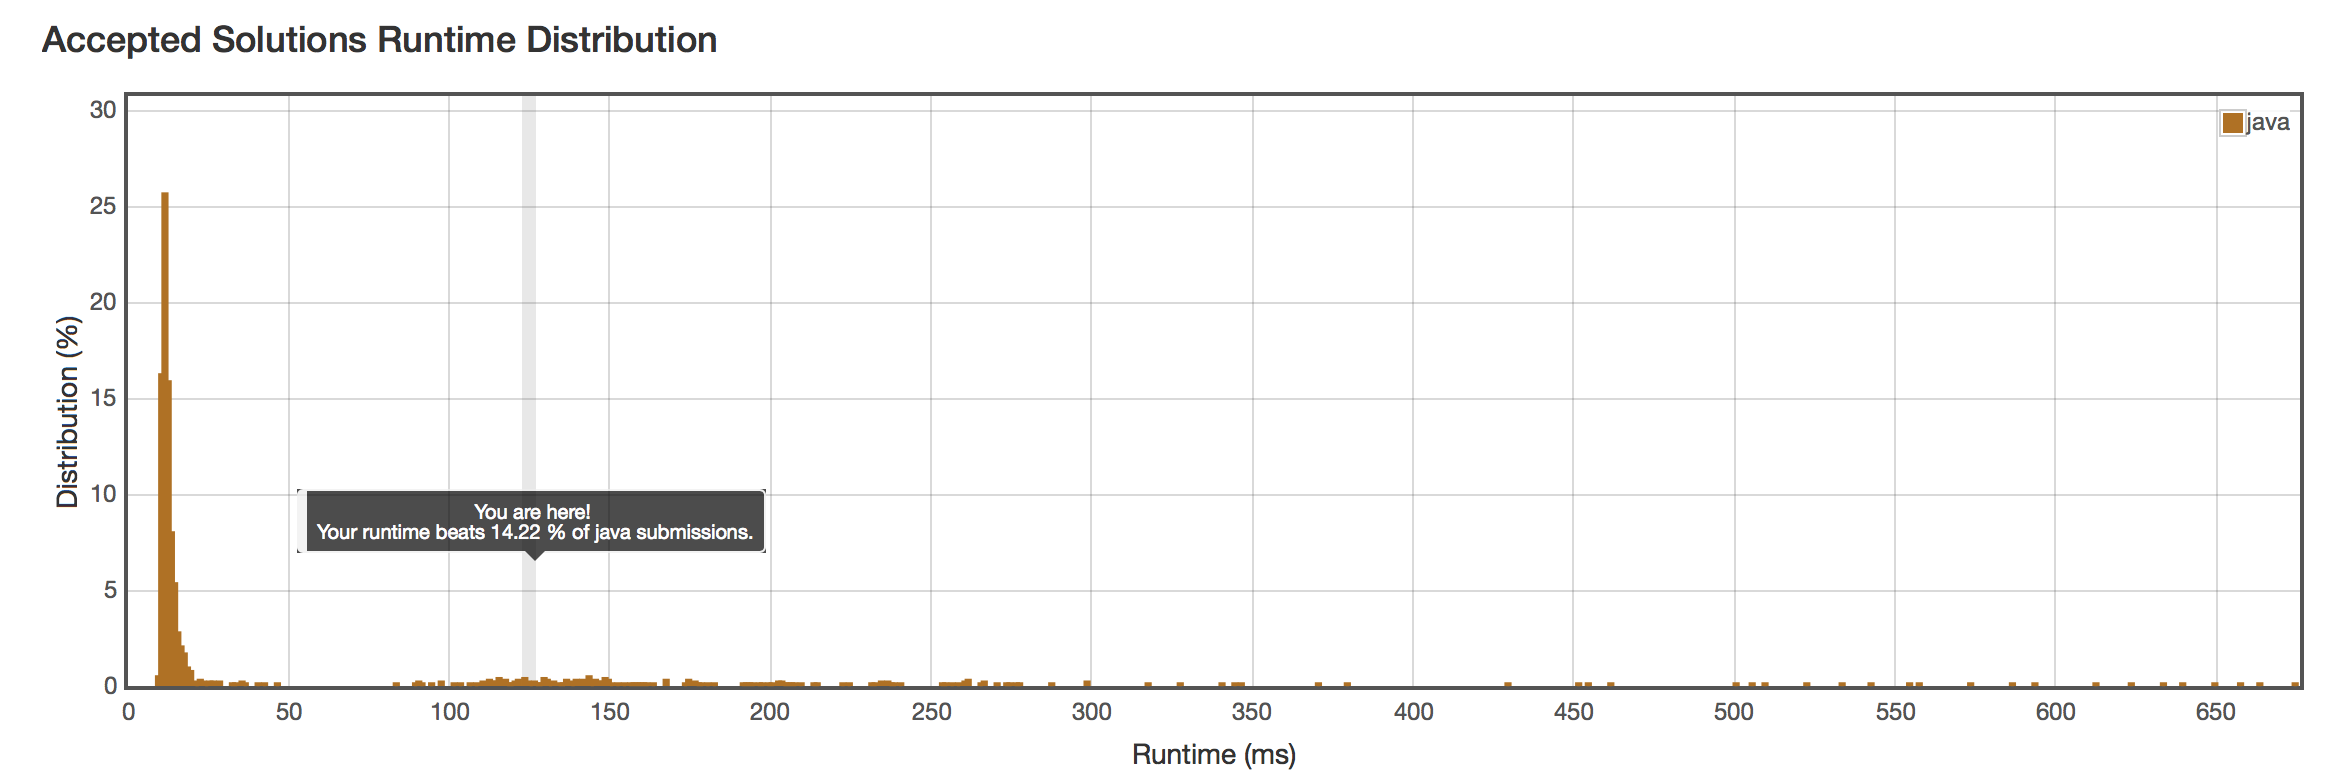 Accepted Solutions Runtime Distribution
30
java
25
20
15
10
5
0
Distribution (%)
You are here!
Your runtime beats 14.22 % of java submissions.
0 50 100 150 200 250 300 350 400 450 500 550 600 650
Runtime (ms)